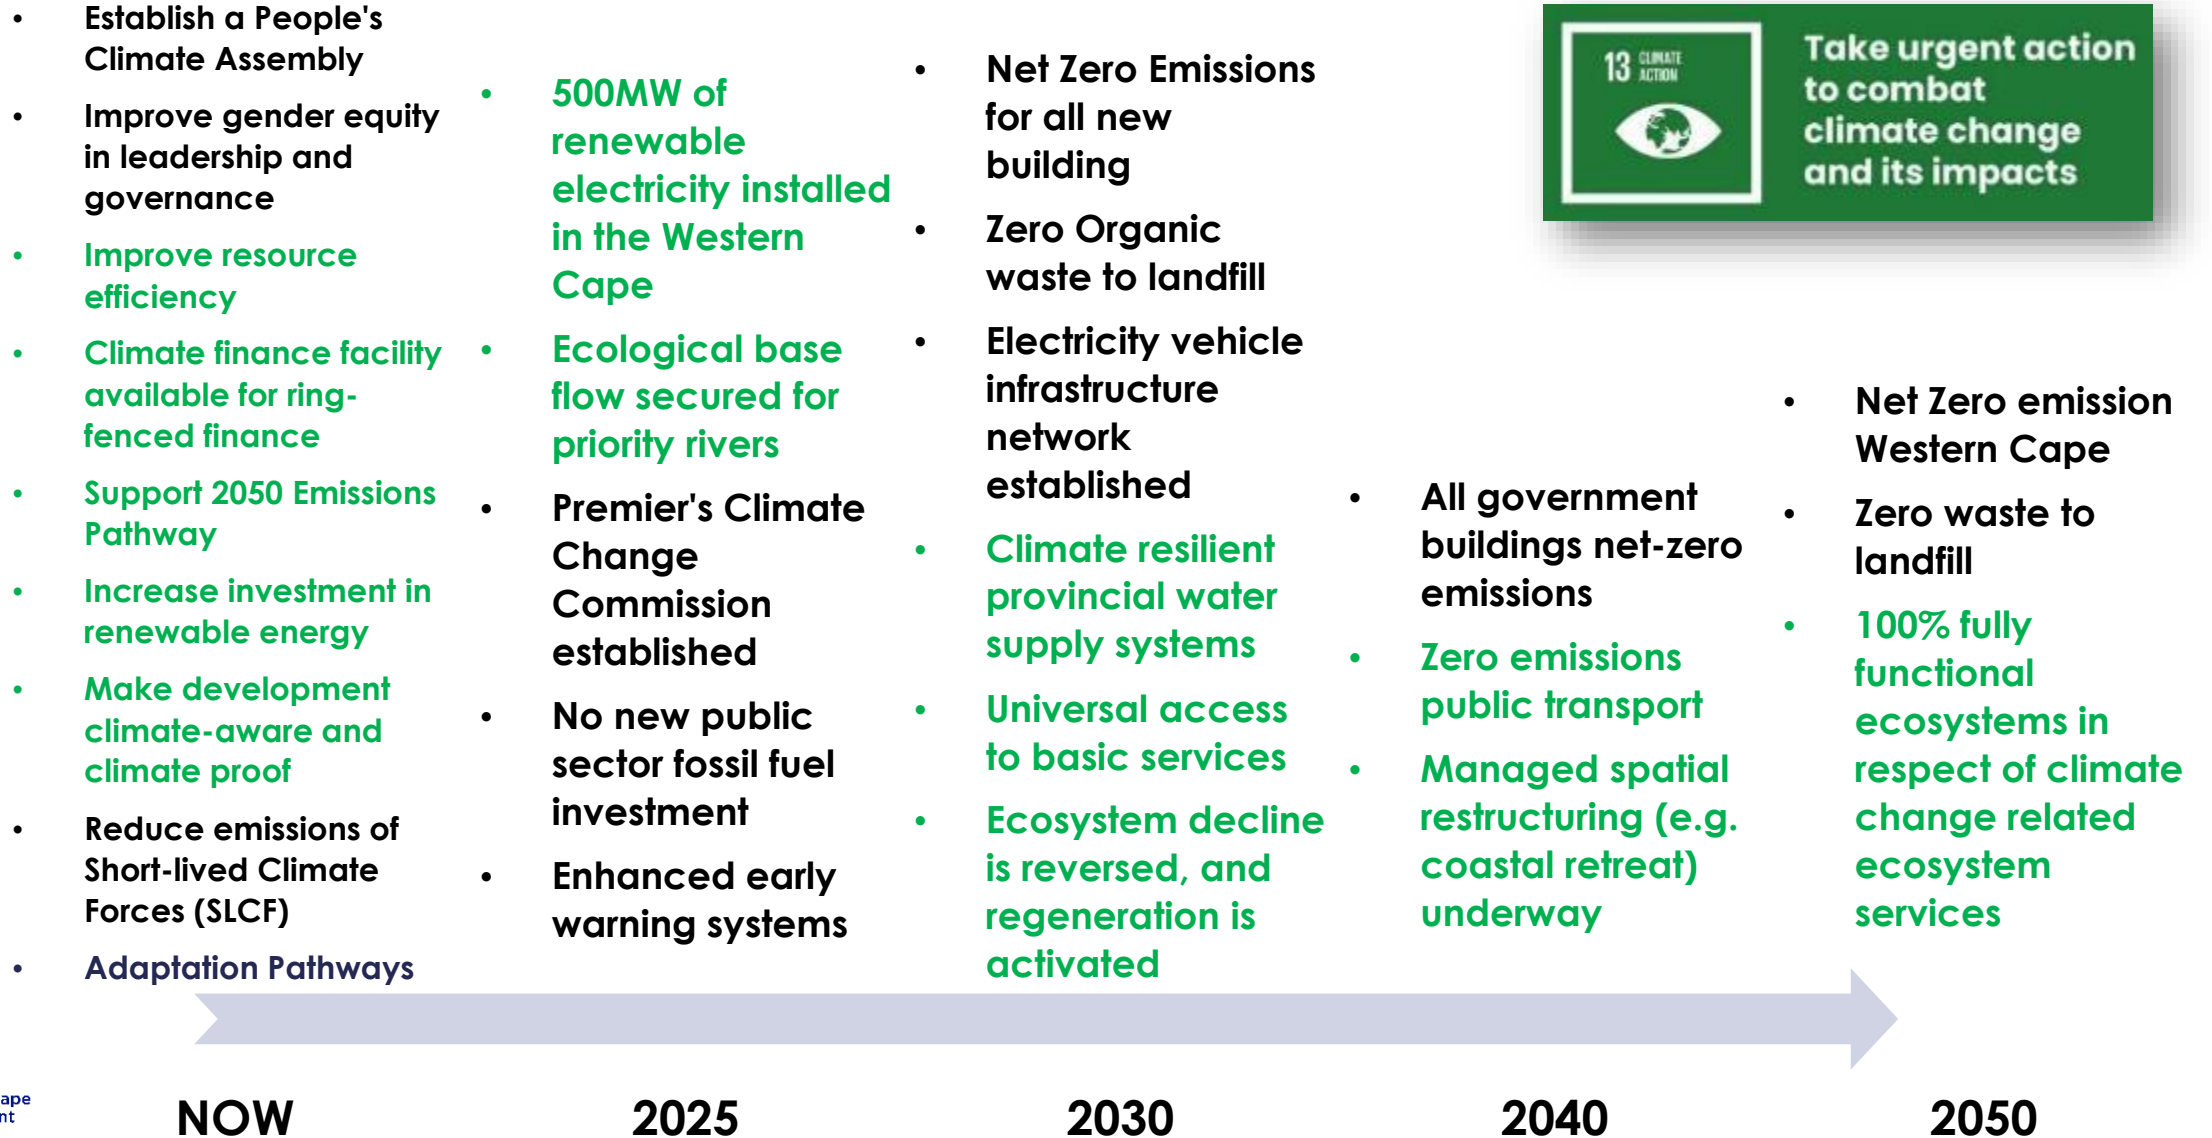 • Establish a People's
Climate Assembly
• Improve gender equity
in leadership and
governance
• Improve resource
efficiency
• Climate finance facility
available for ring-
fenced finance
• Support 2050 Emissions
Pathway
• Increase investment in
renewable energy
• Make development
climate-aware and
climate proof
• Reduce emissions of
Short-lived Climate
Forces (SLCF)
• Adaptation Pathways
• 500MW of
renewable
electricity installed
in the Western
Cape
• Ecological base
flow secured for
priority rivers
• Premier's Climate
Change
Commission
established
• No new public
sector fossil fuel
investment
• Enhanced early
warning systems
• Net Zero Emissions
for all new
building
• Zero Organic
waste to landfill
• Electricity vehicle
infrastructure
network
established
• Climate resilient
provincial water
supply systems
• Universal access
to basic services
• Ecosystem decline
is reversed, and
regeneration is
activated
• All government
buildings net-zero
emissions
• Zero emissions
public transport
• Managed spatial
restructuring (e.g.
coastal retreat)
underway
• Net Zero emission
Western Cape
• Zero waste to
landfill
• 100% fully
functional
ecosystems in
respect of climate
change related
ecosystem
services
13 CLIMATE
ACTION
Take urgent action
to combat
climate change
and its impacts
ape
nt
NOW
2025
2030
2040
2050